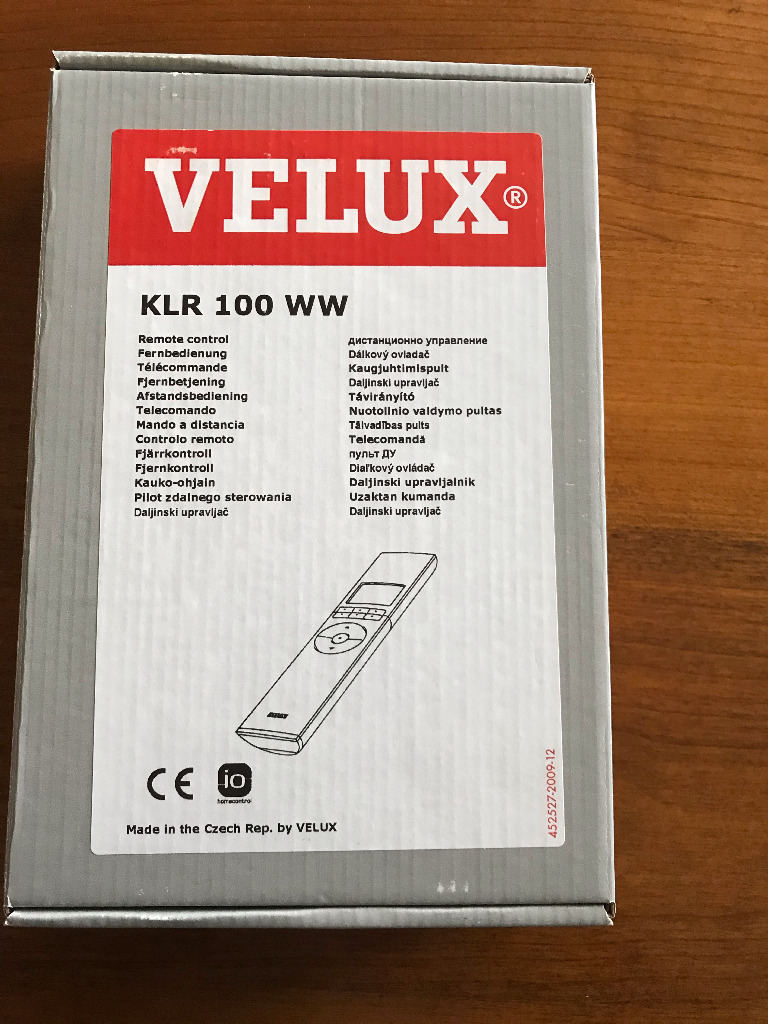 VELUX®
KLR 100 WW
Remote control
Fernbedienung
Télécommande
Fjernbetjening
Afstandsbediening
Telecomando
Mando a distancia
Controlo remoto
Fjärrkontroll
Fjernkontroll
Kauko-ohjain
Pilot zdalnego sterowania
Daljinski upravljač
дистанционно управление
Dálkový ovladač
Kaugjuhtimispult
Daljinski upravljač
Távirányító
Nuotolinio valdymo pultas
Tālvadības pults
Telecomandă
пульт ДУ
Diaľkový ovládač
Daljinski upravljalnik
Uzaktan kumanda
Daljinski upravljač
CE
io
homecontrol
Made in the Czech Rep. by VELUX
452527-2009-12